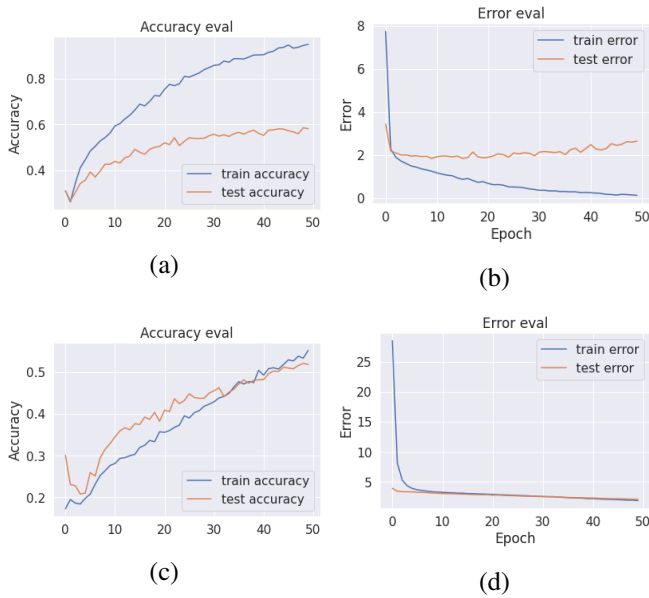 Accuracy eval
Accuracy
0.8
0.6
0.4
train accuracy
test accuracy
0 10 20 30 40 50
(a)
Error eval
Error
8
6
4
2
0
train error
test error
0 10 20 30 40 50
Epoch
(b)
Accuracy eval
Accuracy
0.5
0.4
0.3
0.2
train accuracy
test accuracy
0 10 20 30 40 50
(c)
Error eval
Error
25
20
15
10
5
train error
test error
0 10 20 30 40 50
Epoch
(d)